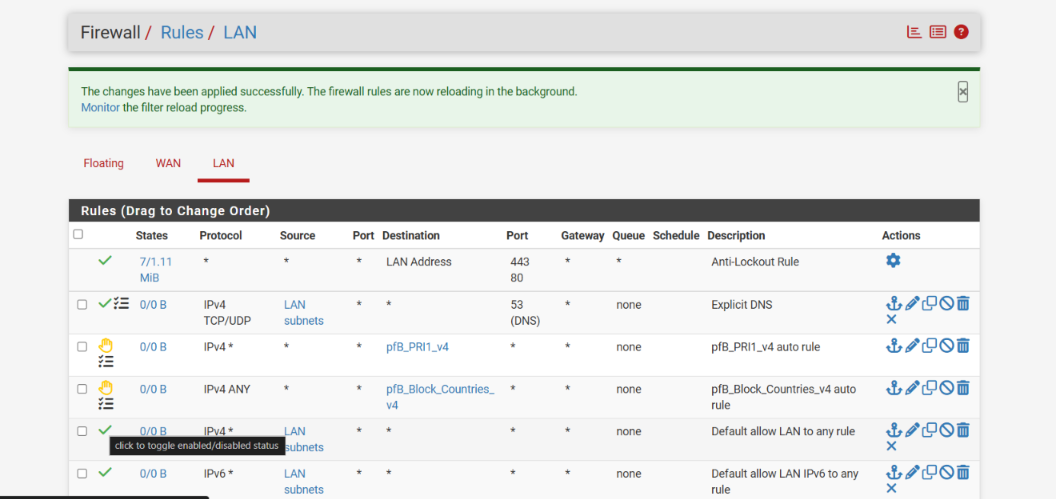 Firewall / Rules / LAN
The changes have been applied successfully. The firewall rules are now reloading in the background.
Monitor the filter reload progress.
Floating WAN LAN
Rules (Drag to Change Order)
States Protocol Source Port Destination Port Gateway Queue Schedule Description Actions
7/1.11 MiB * * * LAN Address 443 80 * * Anti-Lockout Rule
0/0 B IPv4 TCP/UDP LAN subnets * * 53 (DNS) * none Explicit DNS
0/0 B IPv4 * * * pfB_PRI1_v4 * * none pfB_PRI1_v4 auto rule
0/0 B IPv4 ANY * * pfB_Block_Countries_v4 * * none pfB_Block_Countries_v4 auto rule
0/0 B IPv4 * LAN subnets * * * * none Default allow LAN to any rule
click to toggle enabled/disabled status
0/0 B IPv6 * LAN subnets * * * * none Default allow LAN IPv6 to any rule